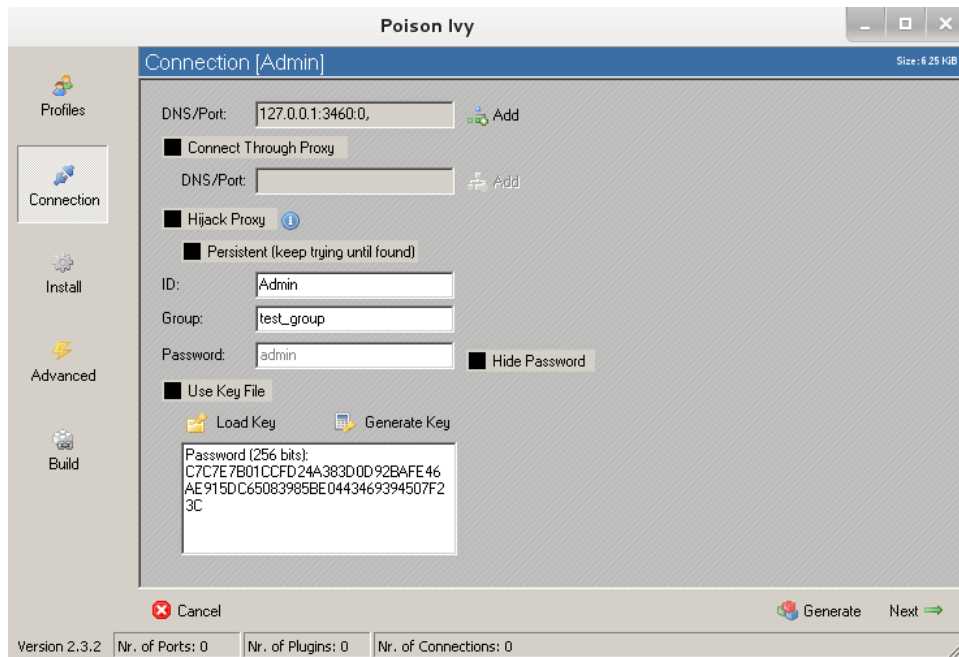 Poison Ivy
Connection [Admin]
Size: 6.25 KiB
Profiles
Connection
Install
Advanced
Build
DNS/Port:
127.0.0.1:3460:0,
Add
Connect Through Proxy
DNS/Port:
Add
Hijack Proxy
Persistent (keep trying until found)
ID:
Admin
Group:
test_group
Password:
admin
Hide Password
Use Key File
Load Key
Generate Key
Password (256 bits):
C7C7E7B01CCFD24A383D0D92BAFE46
AE915DC65083985BE0443469394507F2
3C
Cancel
Generate
Next
Version 2.3.2
Nr. of Ports: 0
Nr. of Plugins: 0
Nr. of Connections: 0